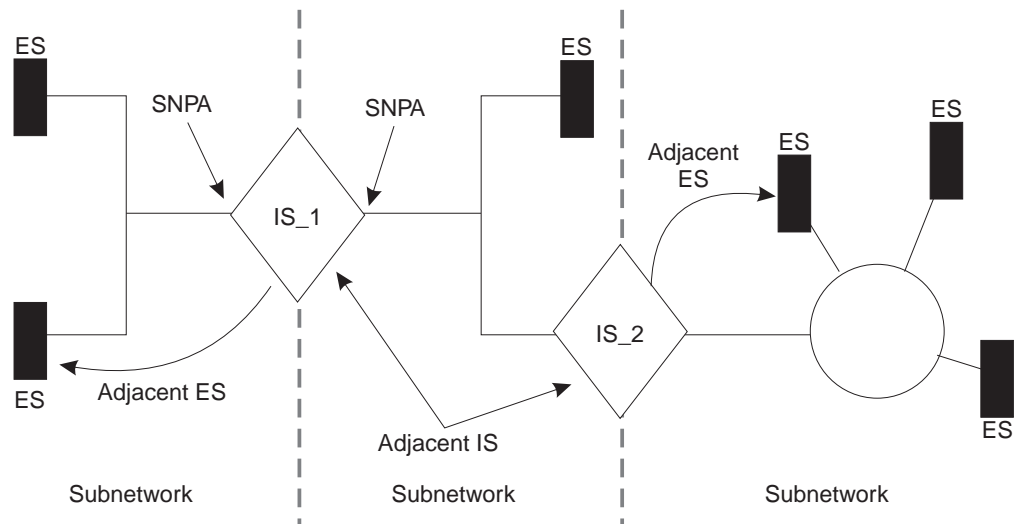 ES
ES
SNPA
SNPA
ES
ES
Adjacent
ES
IS_1
IS_2
Adjacent ES
ES
ES
Adjacent IS
Subnetwork
Subnetwork
Subnetwork